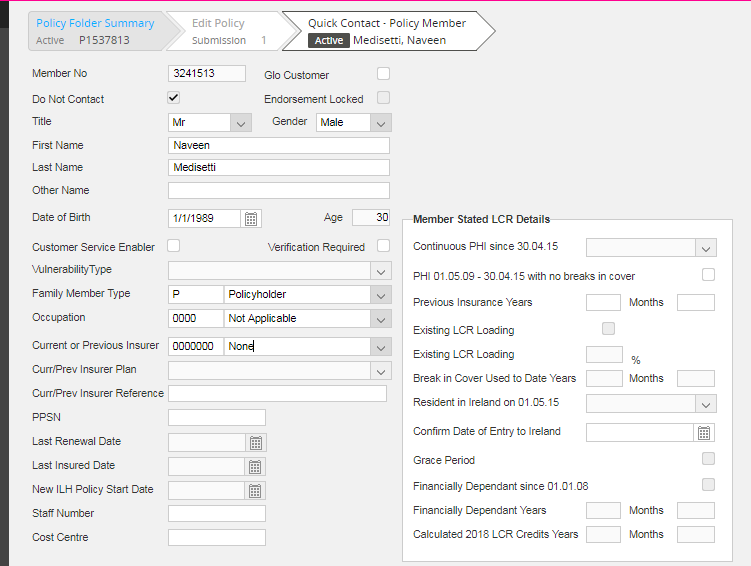 Policy Folder Summary
Active P1537813
Edit Policy
Submission 1
Quick Contact - Policy Member
Active Medisetti, Naveen
Member No 3241513 Glo Customer
Do Not Contact Endorsement Locked
Title Mr Gender Male
First Name Naveen
Last Name Medisetti
Other Name
Date of Birth 1/1/1989 Age 30
Customer Service Enabler Verification Required
VulnerabilityType
Family Member Type P Policyholder
Occupation 0000 Not Applicable
Current or Previous Insurer 0000000 None
Curr/Prev Insurer Plan
Curr/Prev Insurer Reference
PPSN
Last Renewal Date
Last Insured Date
New ILH Policy Start Date
Staff Number
Cost Centre
Member Stated LCR Details
Continuous PHI since 30.04.15
PHI 01.05.09 - 30.04.15 with no breaks in cover
Previous Insurance Years Months
Existing LCR Loading
Existing LCR Loading %
Break in Cover Used to Date Years Months
Resident in Ireland on 01.05.15
Confirm Date of Entry to Ireland
Grace Period
Financially Dependant since 01.01.08
Financially Dependant Years Months
Calculated 2018 LCR Credits Years Months